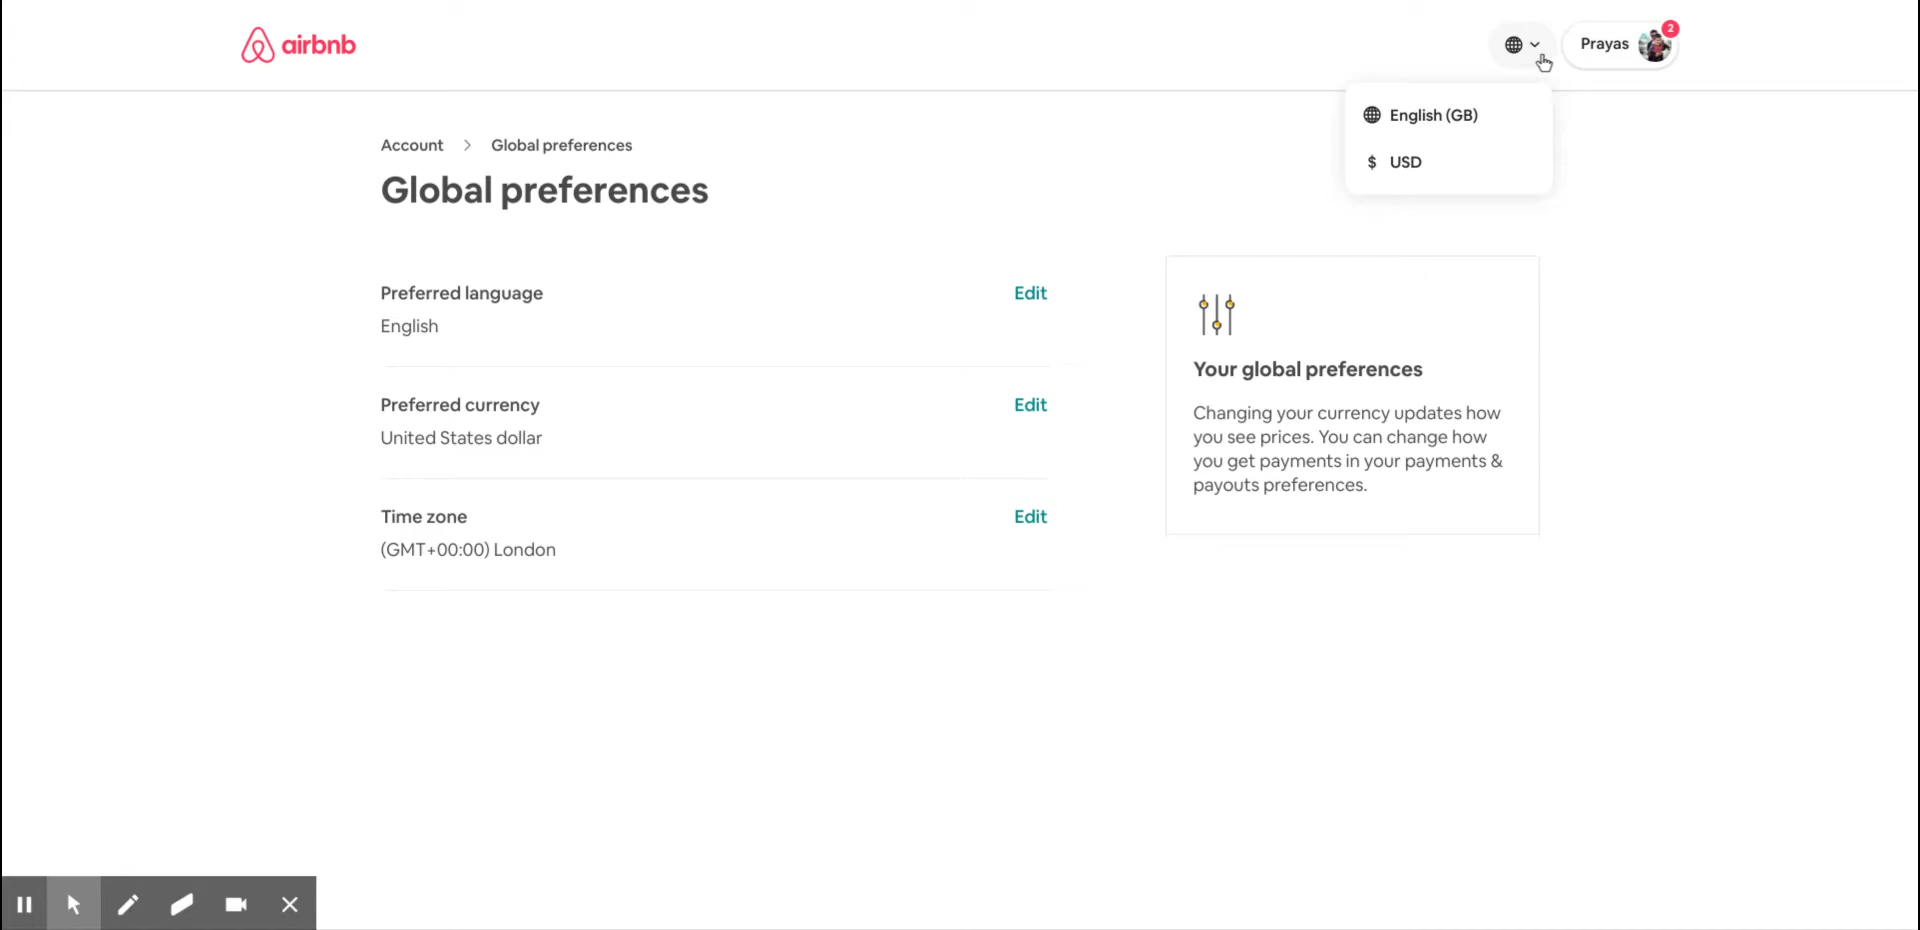 airbnb
Prayas
2
English (GB)
$ USD
Account > Global preferences
Global preferences
Preferred language
Edit
English
Preferred currency
Edit
United States dollar
Time zone
Edit
(GMT+00:00) London
Your global preferences
Changing your currency updates how
you see prices. You can change how
you get payments in your payments &
payouts preferences.